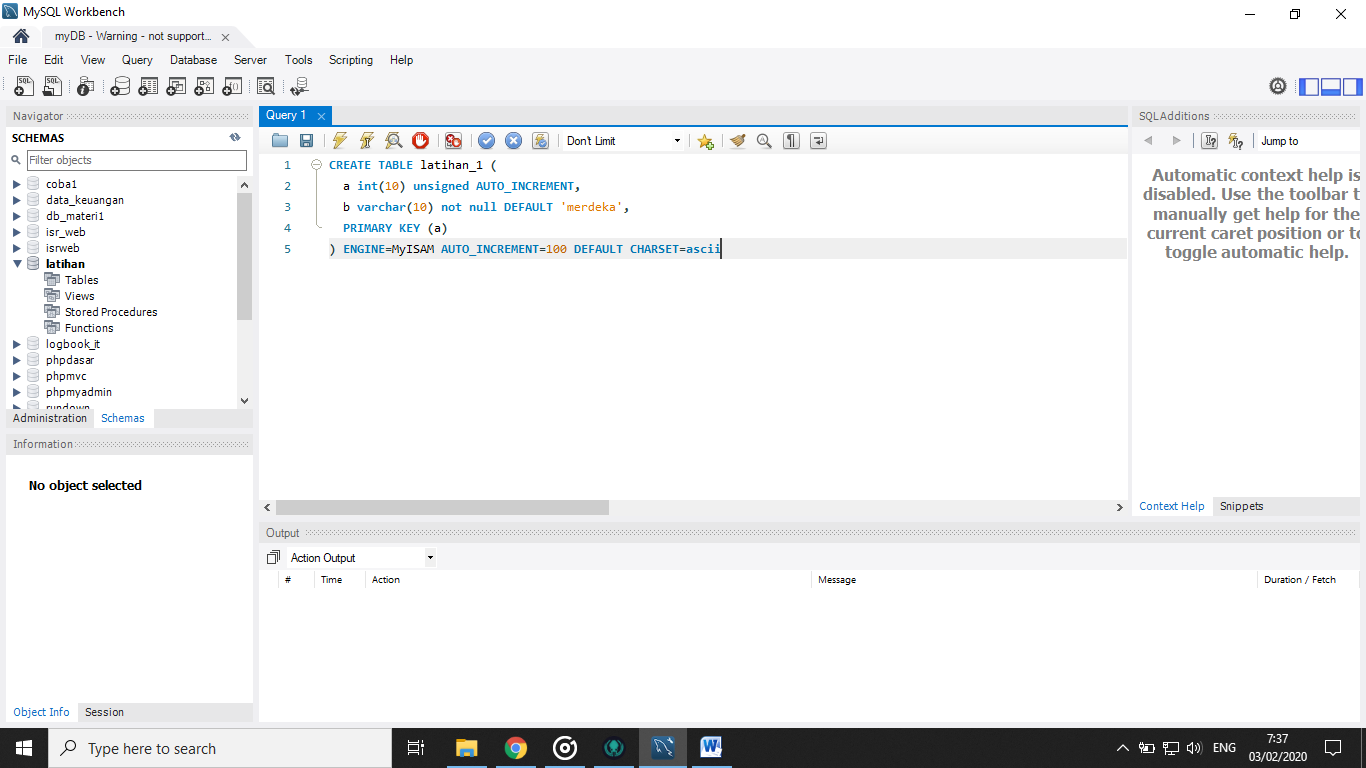 MySQL Workbench
myDB - Warning - not support...
File Edit View Query Database Server Tools Scripting Help
Navigator
SCHEMAS
Filter objects
coba1
data_keuangan
db_materi1
isr_web
isrweb
latihan
Tables
Views
Stored Procedures
Functions
logbook_it
phpdasar
phpmvc
phpmyadmin
rundown
Administration Schemas
Information
No object selected
Object Info Session
Query 1
Don't Limit
1 CREATE TABLE latihan_1 (
2 a int(10) unsigned AUTO_INCREMENT,
3 b varchar(10) not null DEFAULT 'merdeka',
4 PRIMARY KEY (a)
5 ) ENGINE=MyISAM AUTO_INCREMENT=100 DEFAULT CHARSET=ascii
Output
Action Output
# Time Action Message Duration / Fetch
SQLAdditions
Jump to
Automatic context help is
disabled. Use the toolbar t
manually get help for the
current caret position or to
toggle automatic help.
Context Help Snippets
Type here to search
ENG
7:37
03/02/2020